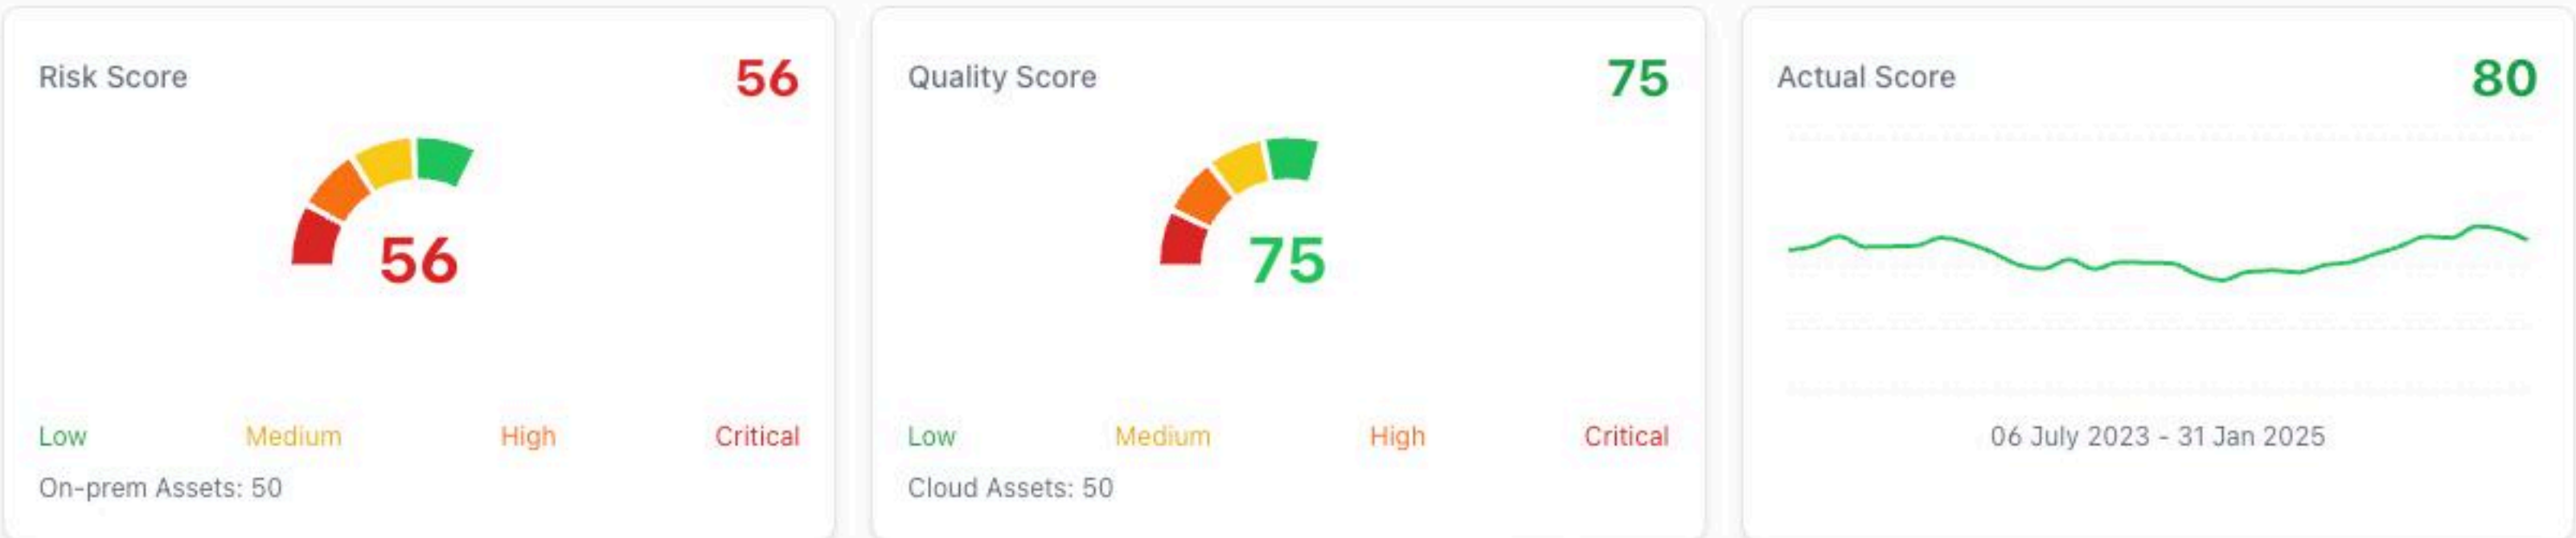 Risk Score 56
56
Low Medium High Critical
On-prem Assets: 50
Quality Score 75
75
Low Medium High Critical
Cloud Assets: 50
Actual Score 80
06 July 2023 - 31 Jan 2025